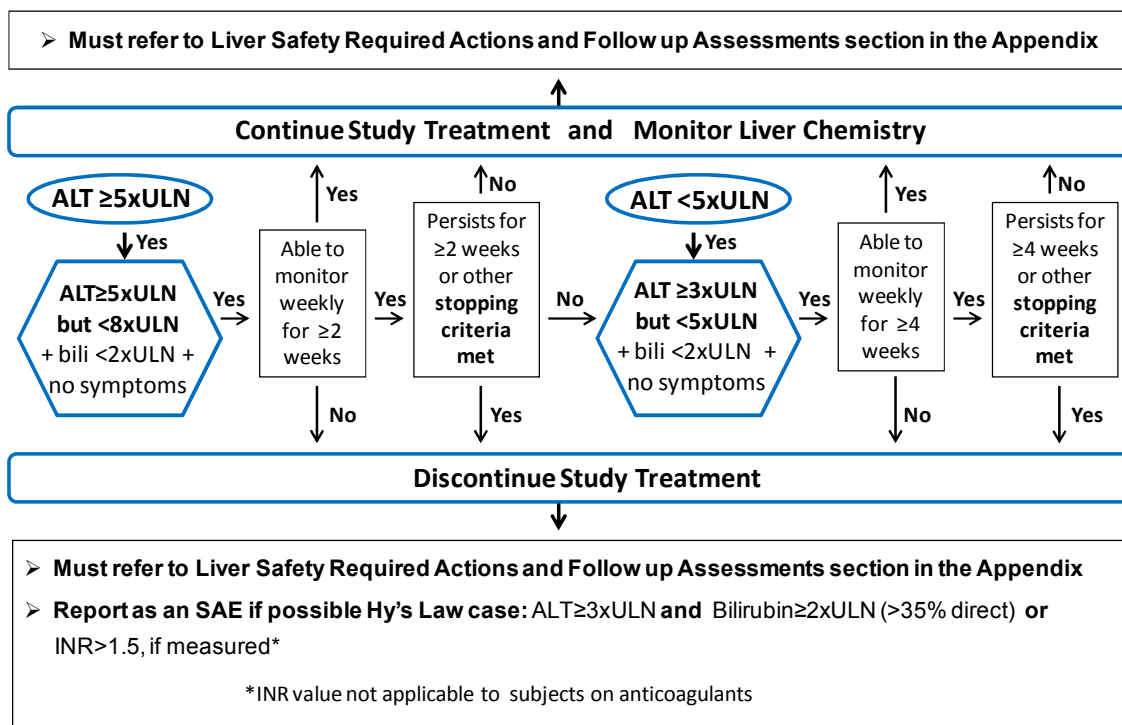 ➢ Must refer to Liver Safety Required Actions and Follow up Assessments section in the Appendix
Continue Study Treatment and Monitor Liver Chemistry
ALT ≥5xULN
Yes
ALT≥5xULN
but <8xULN
+ bili <2xULN +
no symptoms
Yes
Yes
Able to
monitor
weekly
for ≥2
weeks
No
Yes
No
Persists for
≥2 weeks
or other
stopping
criteria
met
Yes
No
ALT <5xULN
Yes
ALT ≥3xULN
but <5xULN
+ bili <2xULN +
no symptoms
Yes
Yes
Able to
monitor
weekly
for ≥4
weeks
No
Yes
No
Persists for
≥4 weeks
or other
stopping
criteria
met
Yes
Discontinue Study Treatment
➢ Must refer to Liver Safety Required Actions and Follow up Assessments section in the Appendix
➢ Report as an SAE if possible Hy's Law case: ALT≥3xULN and Bilirubin≥2xULN (>35% direct) or
INR>1.5, if measured*
*INR value not applicable to subjects on anticoagulants